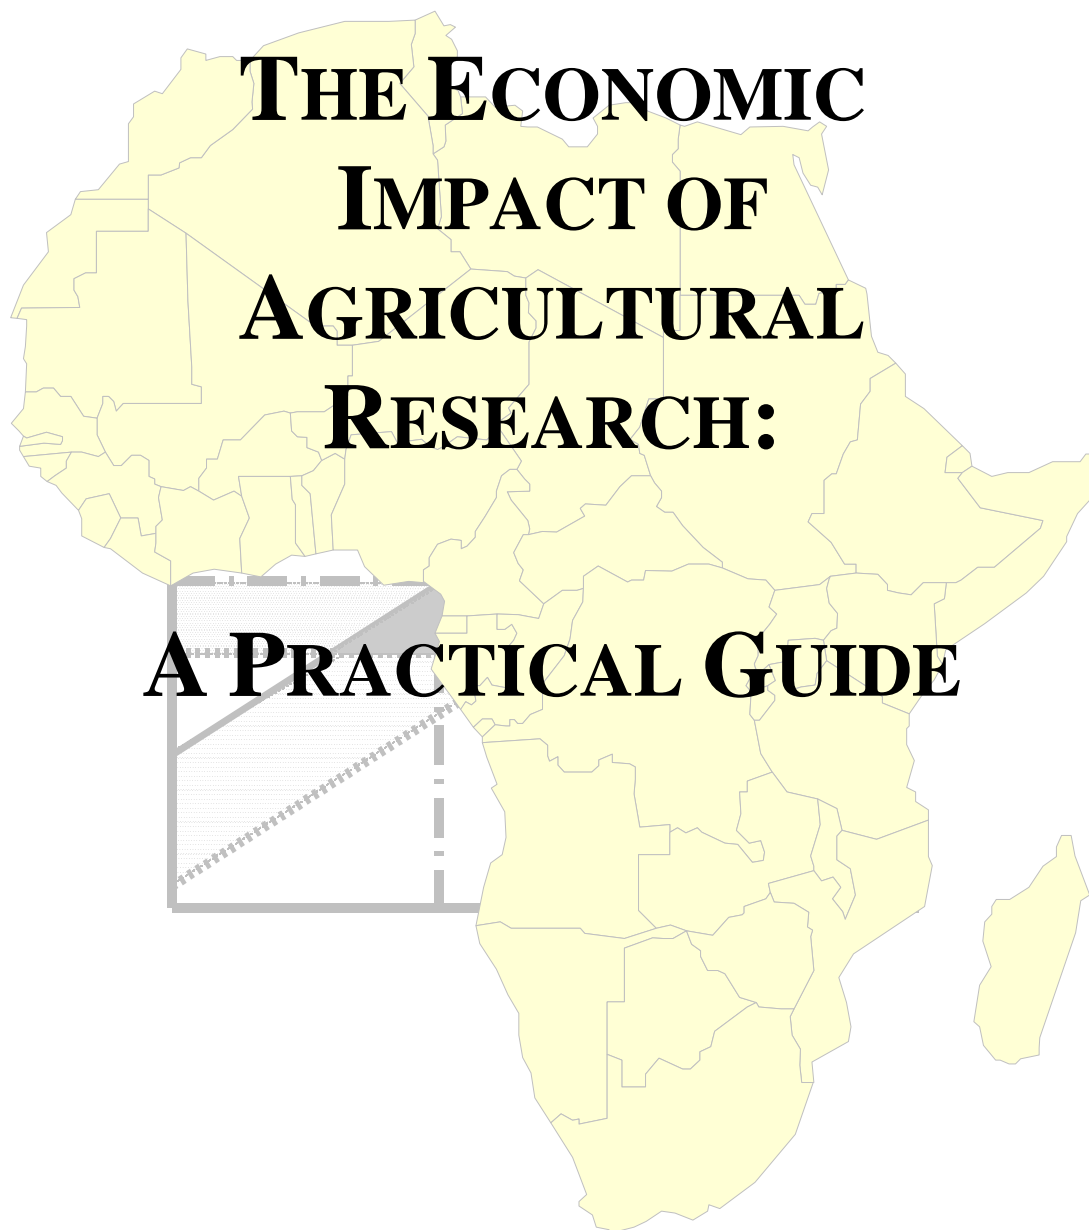 THE ECONOMIC
IMPACT OF
AGRICULTURAL
RESEARCH:
A PRACTICAL GUIDE